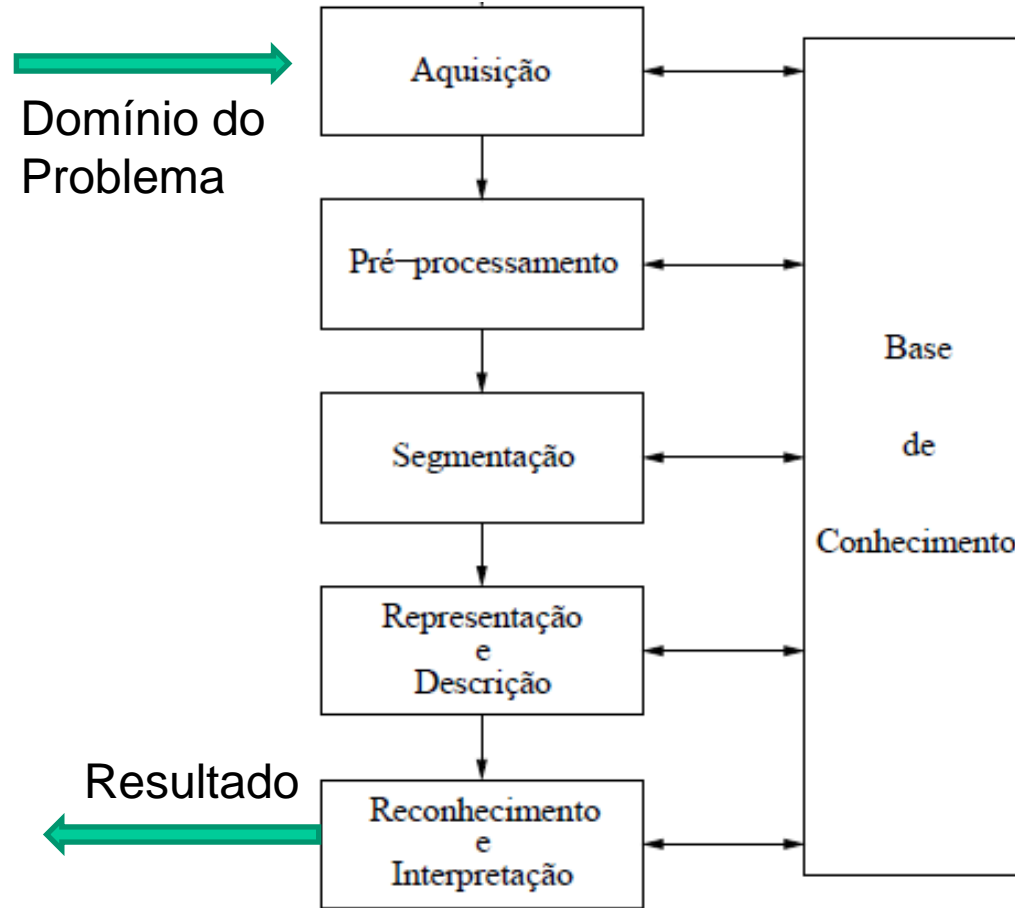 Aquisição
Domínio do
Problema
Pré-processamento
Segmentação
Representação
e
Descrição
Resultado
Reconhecimento
e
Interpretação
Base
de
Conhecimento